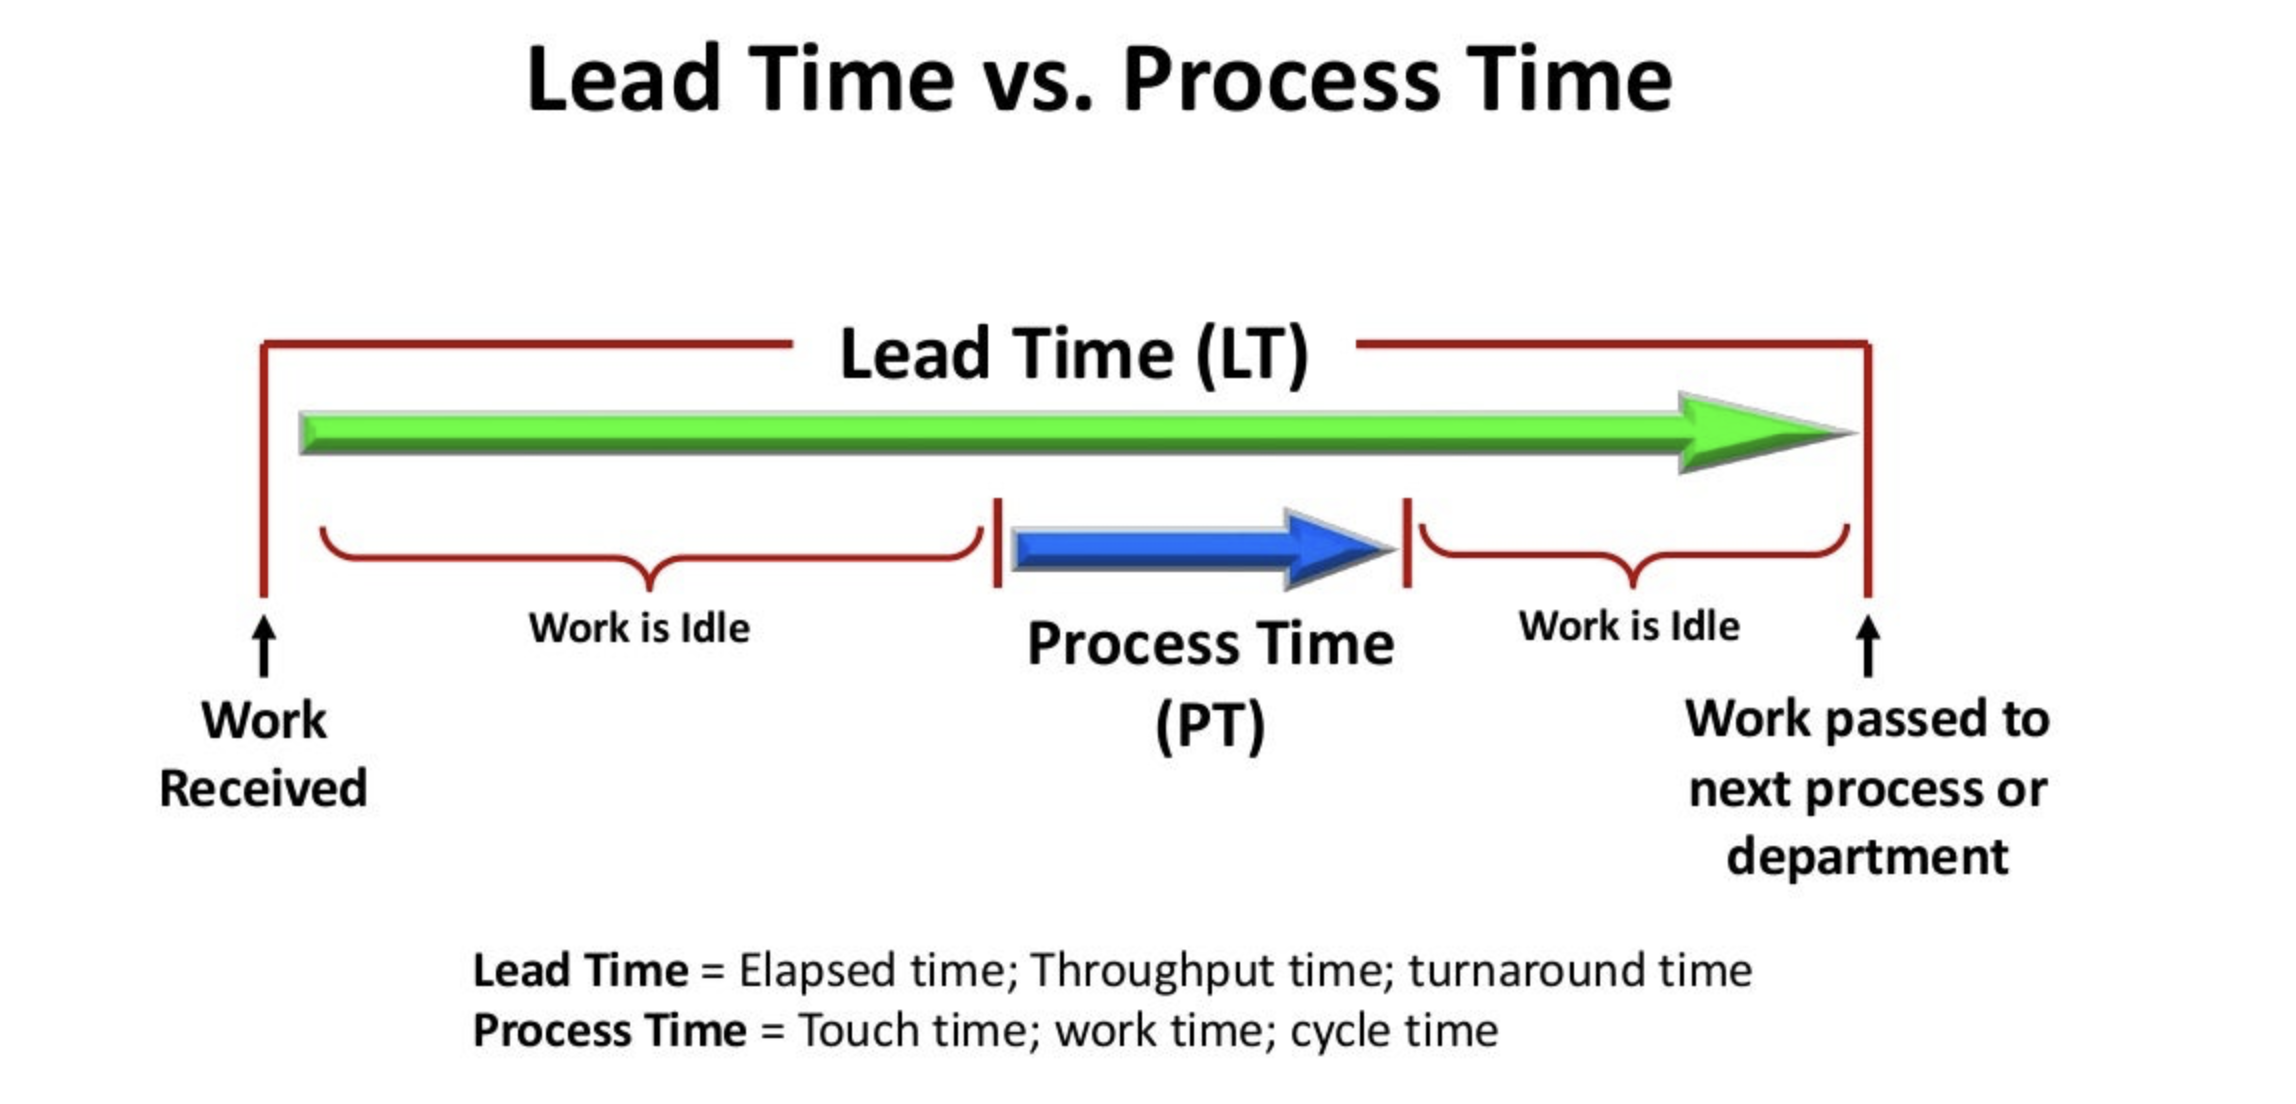 Lead Time vs. Process Time
Lead Time (LT)
Work is Idle
Process Time
(PT)
Work is Idle
Work
Received
Work passed to
next process or
department
Lead Time = Elapsed time; Throughput time; turnaround time
Process Time = Touch time; work time; cycle time